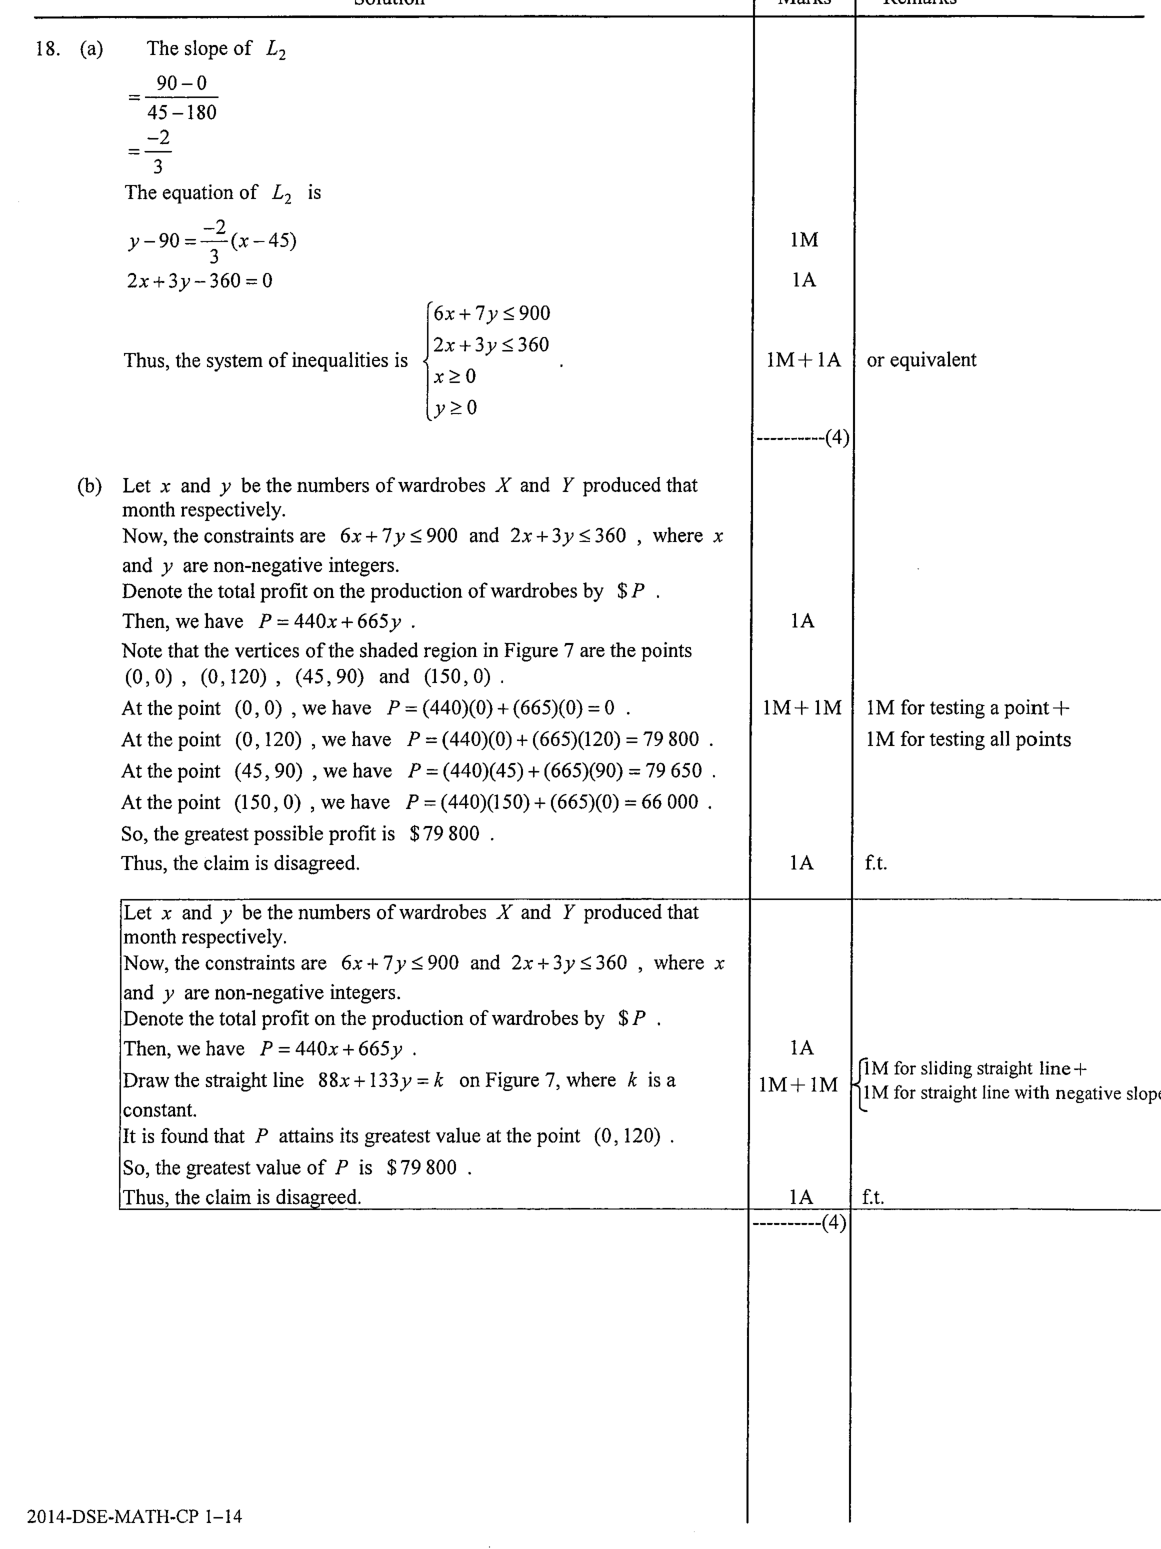 Solution Marks Remarks
18. (a) The slope of L₂
= (90 − 0)/(45 − 180)
= −2/3
The equation of L₂ is
y − 90 = −2/3 (x − 45) 1M
2x + 3y − 360 = 0 1A
Thus, the system of inequalities is { 6x + 7y ≤ 900
2x + 3y ≤ 360
x ≥ 0
y ≥ 0 . 1M + 1A or equivalent
----------(4)
(b) Let x and y be the numbers of wardrobes X and Y produced that
month respectively.
Now, the constraints are 6x + 7y ≤ 900 and 2x + 3y ≤ 360 , where x
and y are non-negative integers.
Denote the total profit on the production of wardrobes by $ P .
Then, we have P = 440x + 665y . 1A
Note that the vertices of the shaded region in Figure 7 are the points
(0, 0) , (0, 120) , (45, 90) and (150, 0) .
At the point (0, 0) , we have P = (440)(0) + (665)(0) = 0 . 1M + 1M 1M for testing a point +
At the point (0, 120) , we have P = (440)(0) + (665)(120) = 79 800 . 1M for testing all points
At the point (45, 90) , we have P = (440)(45) + (665)(90) = 79 650 .
At the point (150, 0) , we have P = (440)(150) + (665)(0) = 66 000 .
So, the greatest possible profit is $ 79 800 .
Thus, the claim is disagreed. 1A f.t.
Let x and y be the numbers of wardrobes X and Y produced that
month respectively.
Now, the constraints are 6x + 7y ≤ 900 and 2x + 3y ≤ 360 , where x
and y are non-negative integers.
Denote the total profit on the production of wardrobes by $ P .
Then, we have P = 440x + 665y . 1A
Draw the straight line 88x + 133y = k on Figure 7, where k is a 1M + 1M { 1M for sliding straight line +
constant. 1M for straight line with negative slope
It is found that P attains its greatest value at the point (0, 120) .
So, the greatest value of P is $ 79 800 .
Thus, the claim is disagreed. 1A f.t.
----------(4)
2014-DSE-MATH-CP 1–14